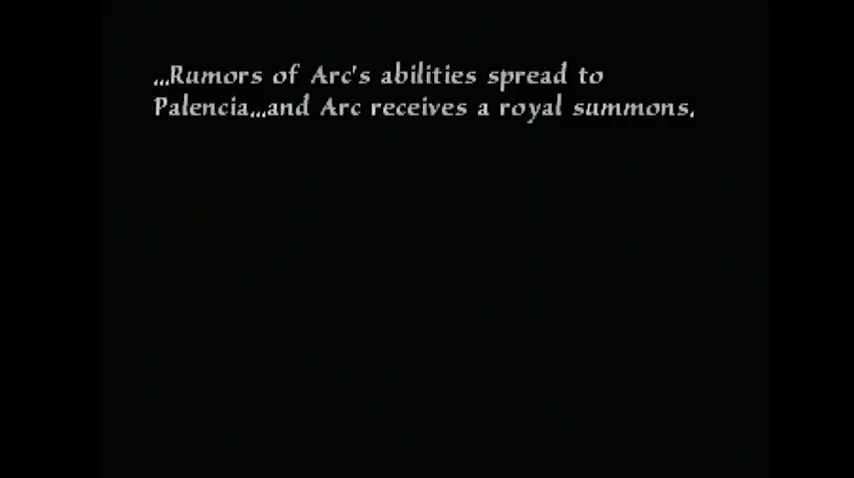 ...Rumors of Arc's abilities spread to
Palencia...and Arc receives a royal summons.